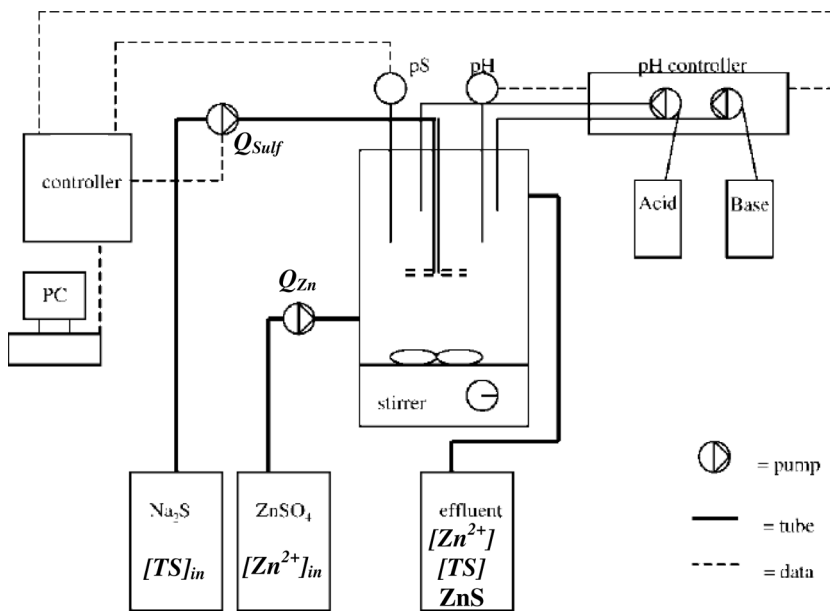 pS
pH
pH controller
Q_Sulf
controller
Acid
Base
PC
Q_Zn
stirrer
= pump
= tube
= data
Na₂S
[TS]in
ZnSO₄
[Zn²⁺]in
effluent
[Zn²⁺]
[TS]
ZnS